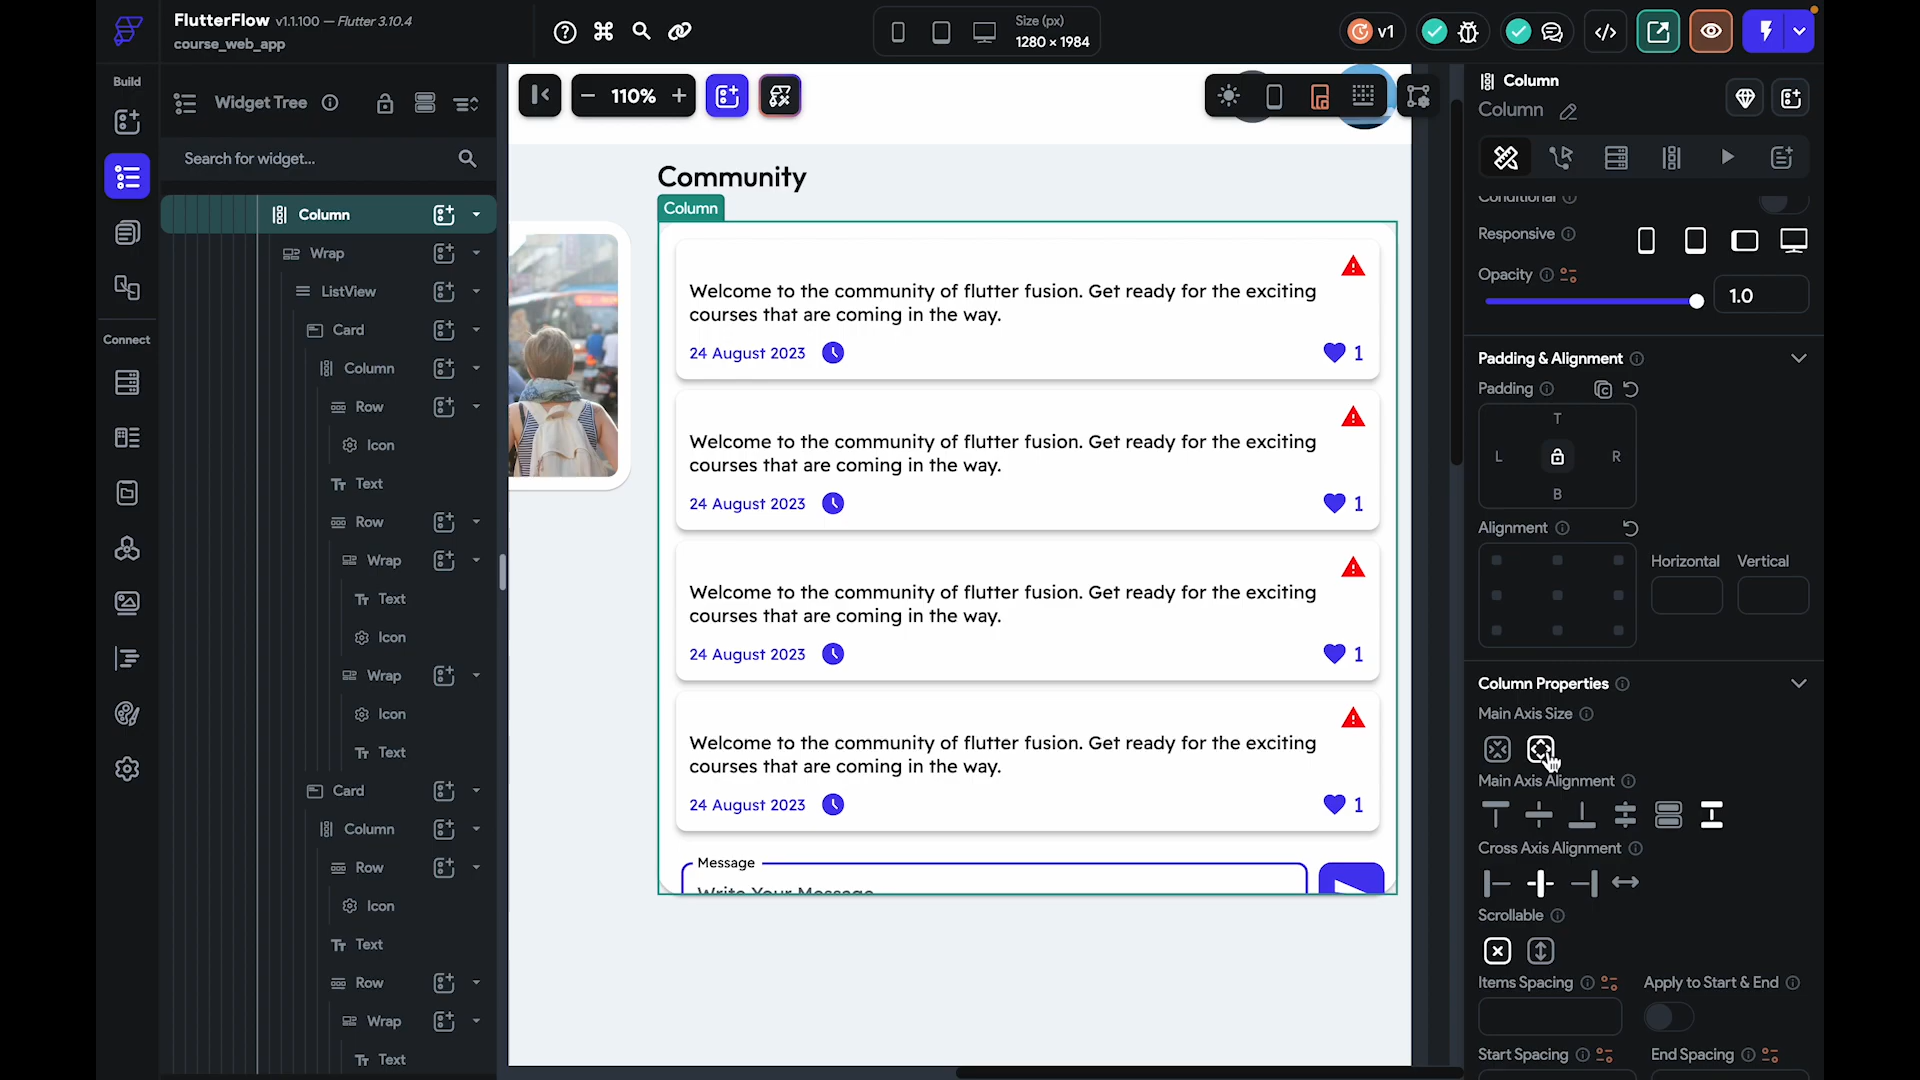 FlutterFlow v1.1.100 — Flutter 3.10.4
course_web_app
Size (px)
1280 × 1984
v1
Build
Connect
Widget Tree
Search for widget...
Column
Wrap
ListView
Card
Column
Row
Icon
Text
Row
Wrap
Text
Icon
Wrap
Icon
Text
Card
Column
Row
Icon
Text
Row
Wrap
Text
110%
Community
Column
Welcome to the community of flutter fusion. Get ready for the exciting
courses that are coming in the way.
24 August 2023
1
Welcome to the community of flutter fusion. Get ready for the exciting
courses that are coming in the way.
24 August 2023
1
Welcome to the community of flutter fusion. Get ready for the exciting
courses that are coming in the way.
24 August 2023
1
Welcome to the community of flutter fusion. Get ready for the exciting
courses that are coming in the way.
24 August 2023
1
Message
Write Your Message
Column
Column
Conditional
Responsive
Opacity
1.0
Padding & Alignment
Padding
T
L
R
B
Alignment
Horizontal
Vertical
Column Properties
Main Axis Size
Main Axis Alignment
Cross Axis Alignment
Scrollable
Items Spacing
Apply to Start & End
Start Spacing
End Spacing